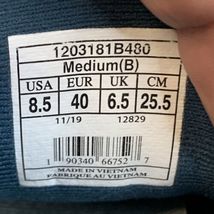 1203181B480
Medium(B)
USA EUR UK CM
8.5 40 6.5 25.5
11/19 12829
1 90340 66752 7
MADE IN VIETNAM
FABRIQUÉ AU VIETNAM